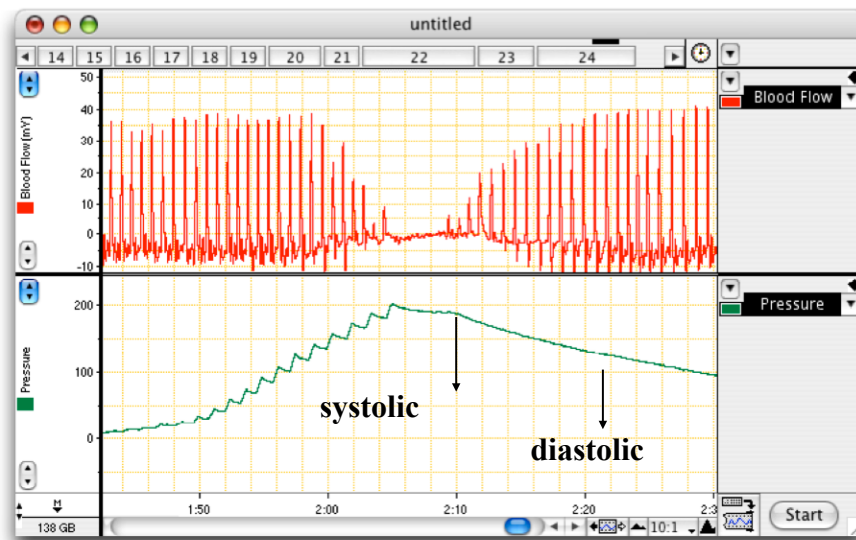 untitled
14 15 16 17 18 19 20 21 22 23 24
50
40
30
20
10
0
-10
Blood Flow (mV)
Blood Flow
200
100
0
Pressure
Pressure
systolic
diastolic
M
1:50 2:00 2:10 2:20 2:3
138 GB
10:1
Start